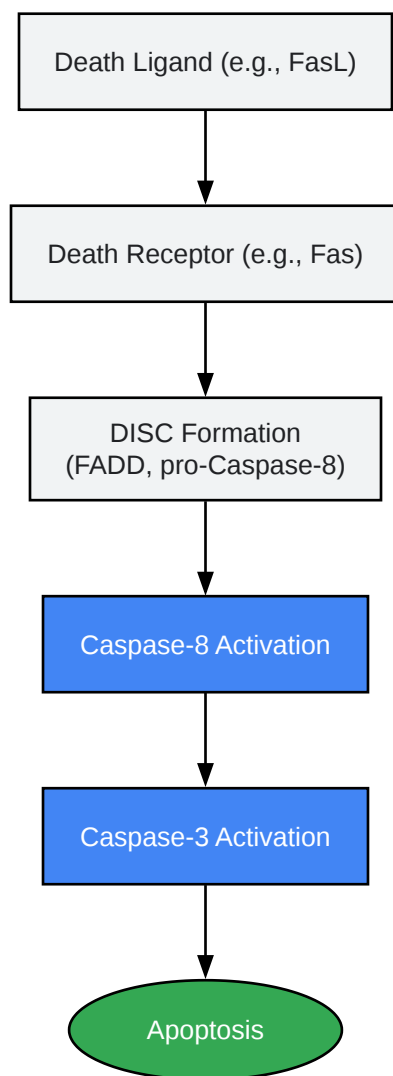 Death Ligand (e.g., FasL)
Death Receptor (e.g., Fas)
DISC Formation
(FADD, pro-Caspase-8)
Caspase-8 Activation
Caspase-3 Activation
Apoptosis